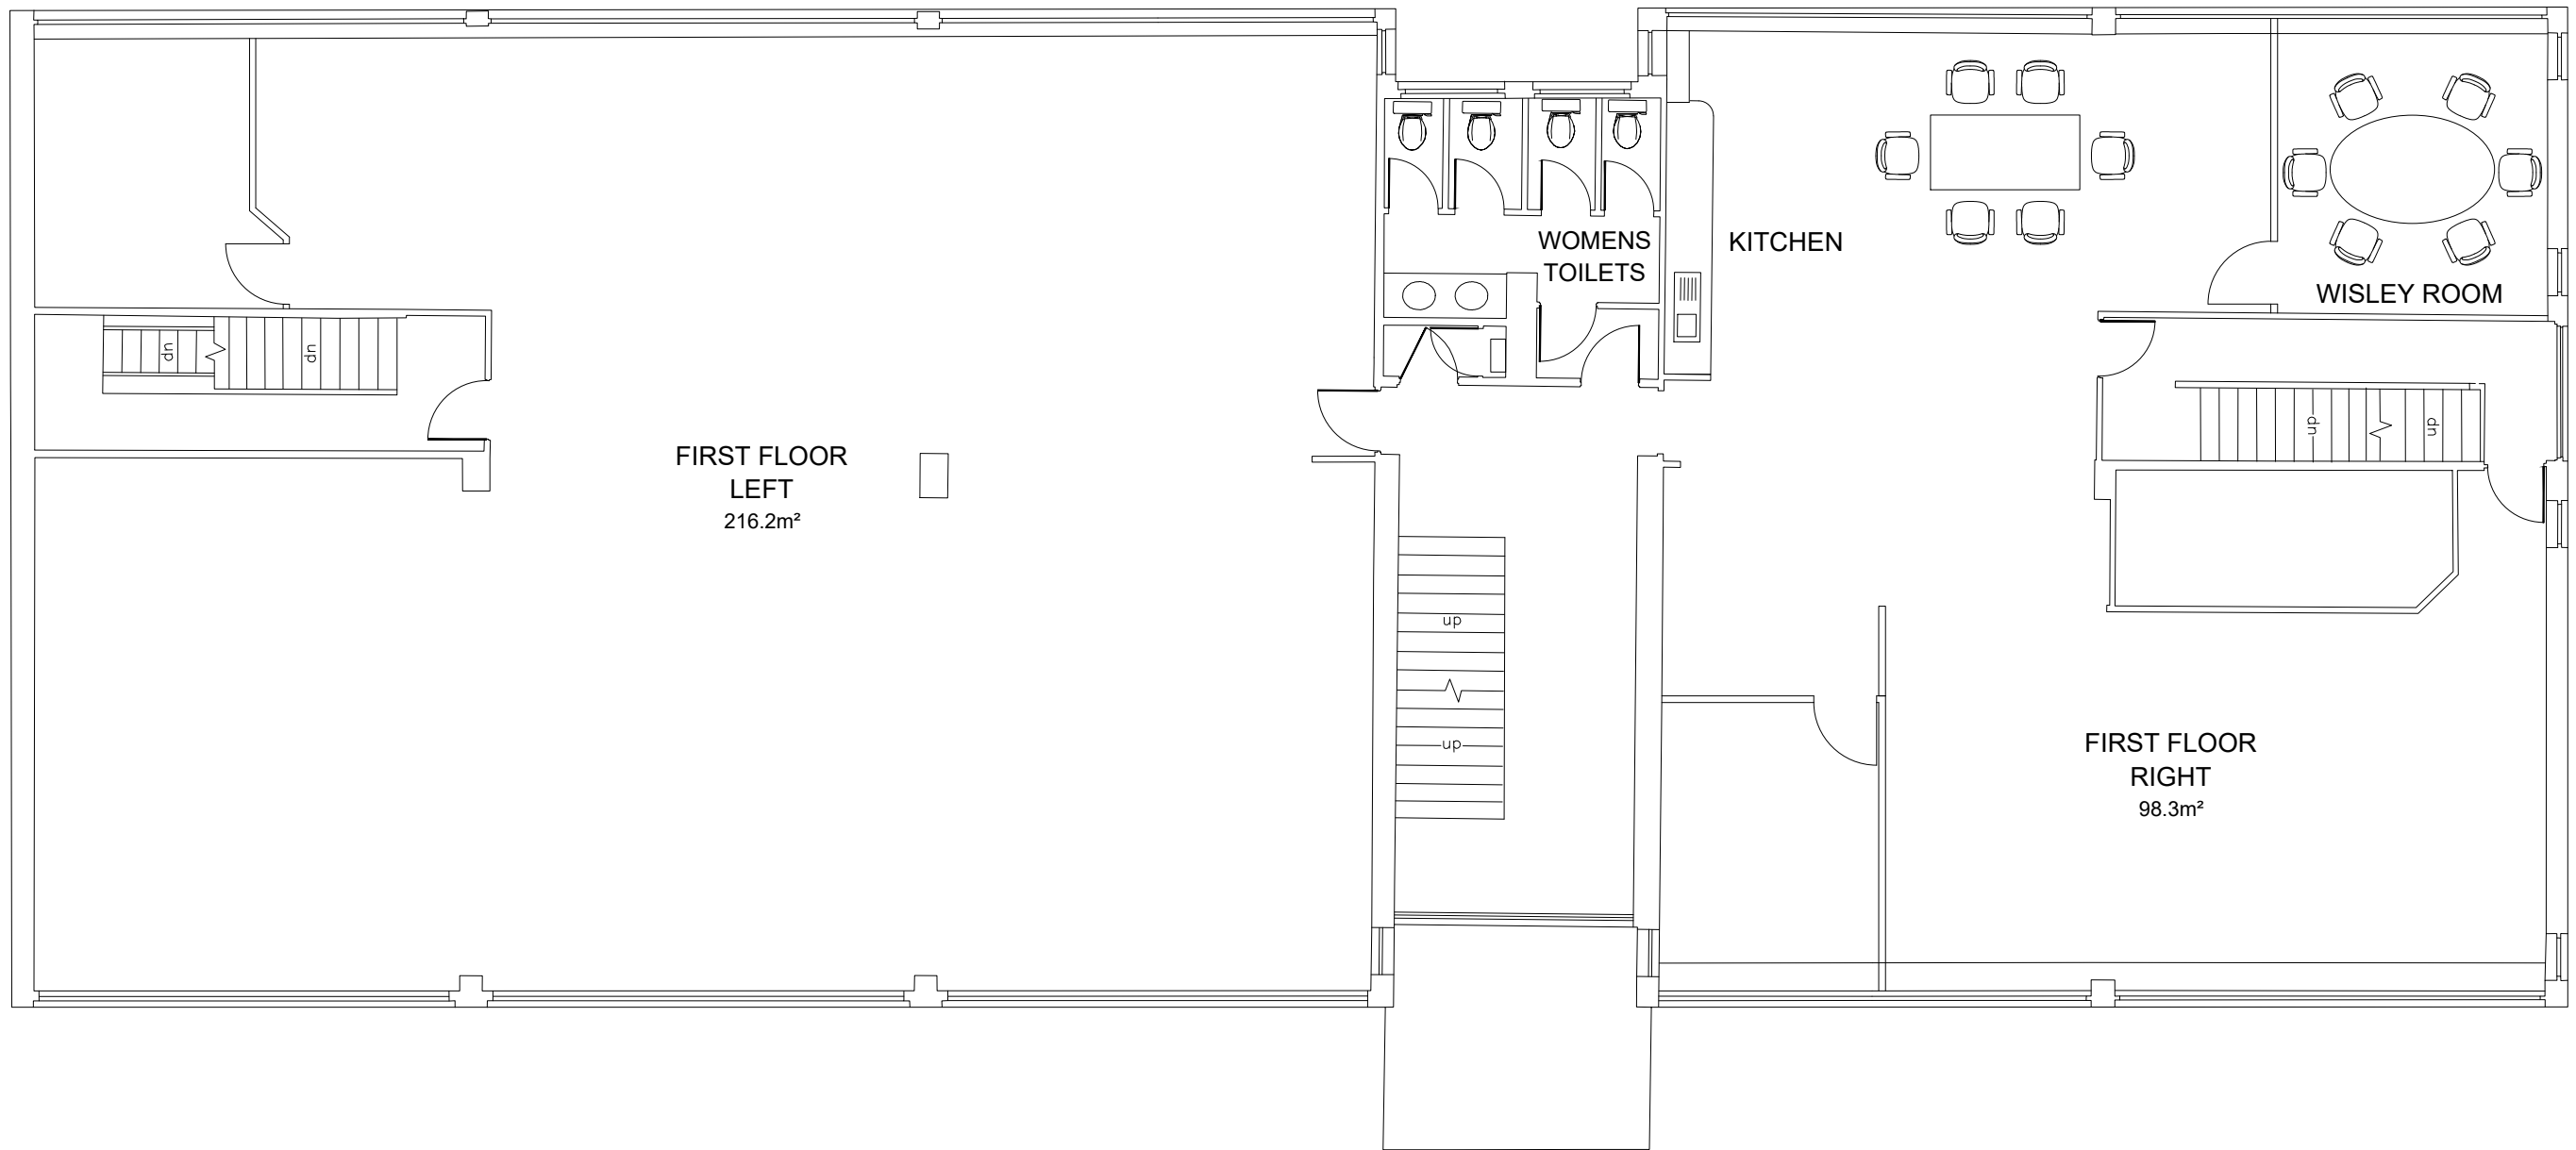 WOMENS
TOILETS
KITCHEN
WISLEY ROOM
dn
dn
FIRST FLOOR
LEFT
216.2m²
dn
dn
up
up
FIRST FLOOR
RIGHT
98.3m²